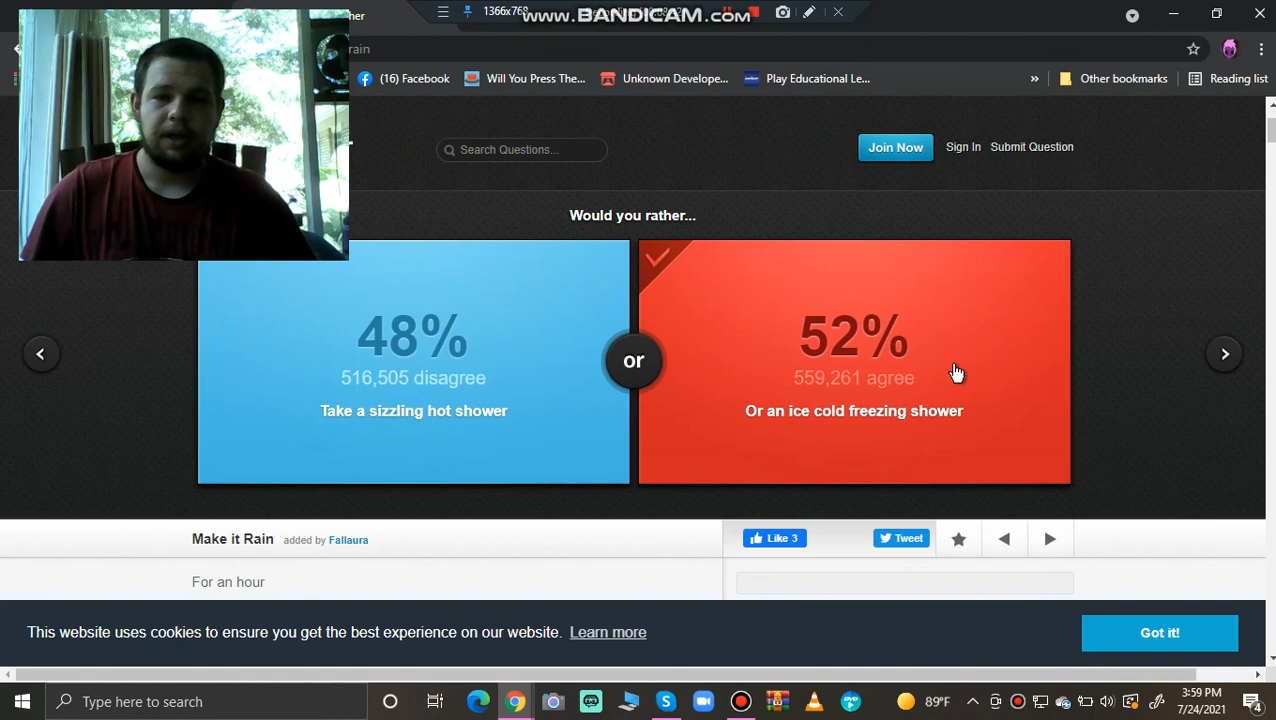 1366x768
www.BANDICAM.com
her
rain
(16) Facebook
Will You Press The...
Unknown Develope...
Play Educational Le...
»
Other bookmarks
Reading list
Search Questions...
Join Now
Sign In
Submit Question
Would you rather...
48%
516,505 disagree
Take a sizzling hot shower
or
52%
559,261 agree
Or an ice cold freezing shower
Make it Rain added by Fallaura
Like 3
Tweet
For an hour
This website uses cookies to ensure you get the best experience on our website. Learn more
Got it!
Type here to search
89°F
3:59 PM
7/24/2021
4